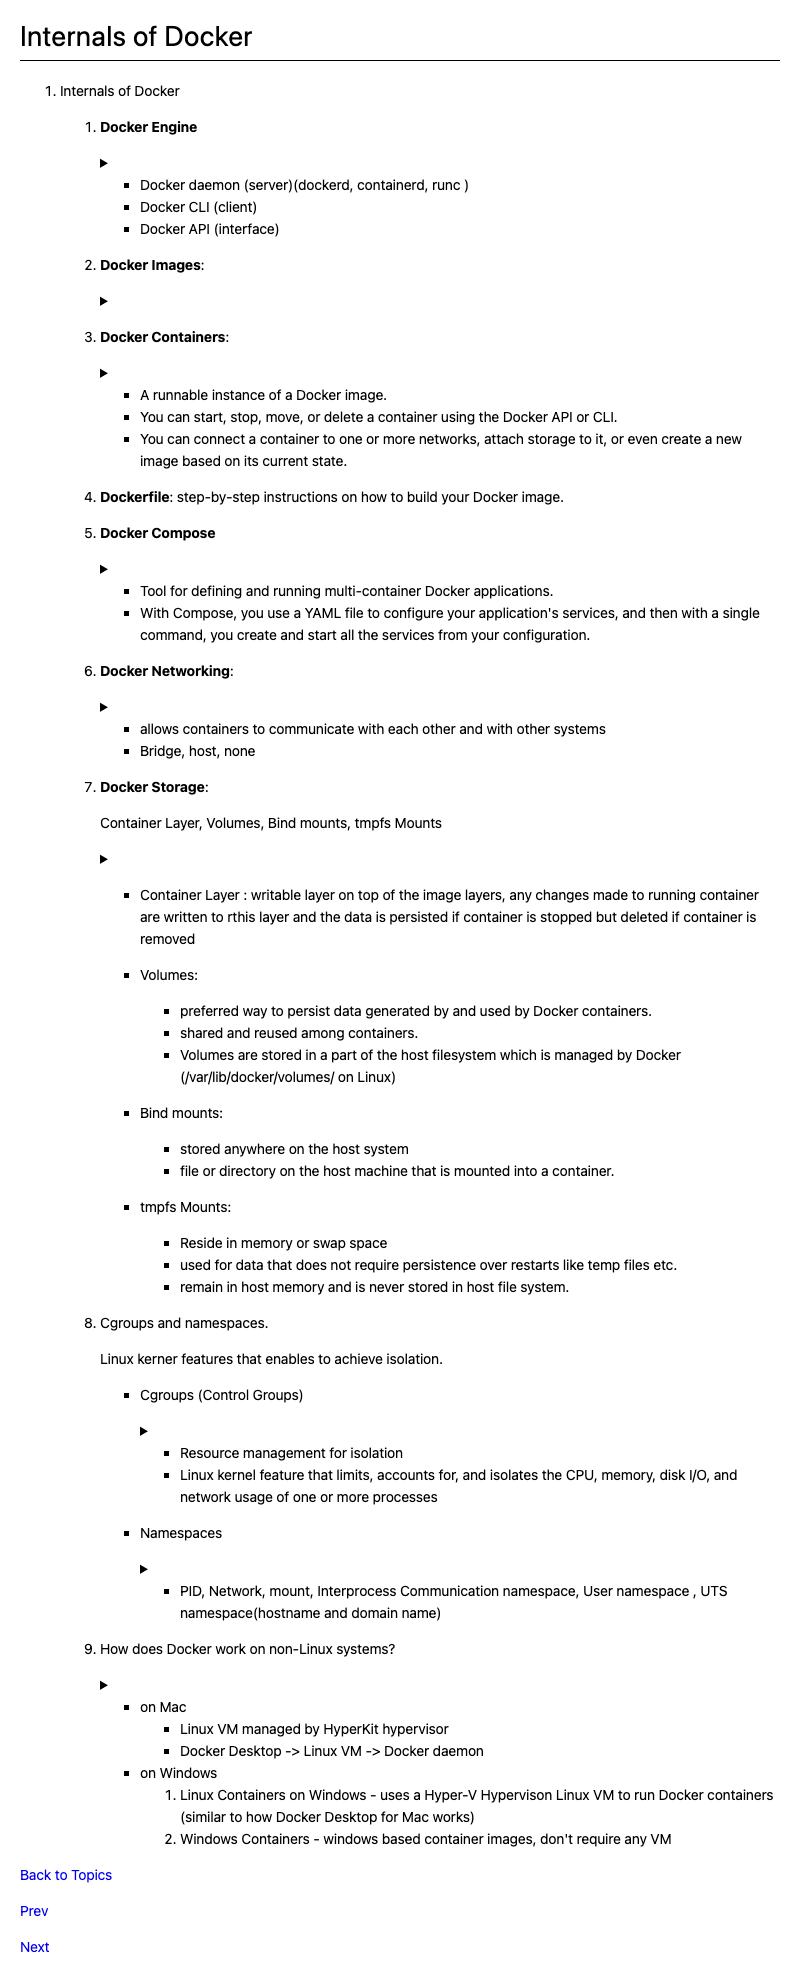 Internals of Docker
1. Internals of Docker
1. Docker Engine
Docker daemon (server)(dockerd, containerd, runc )
Docker CLI (client)
Docker API (interface)
2. Docker Images:
3. Docker Containers:
A runnable instance of a Docker image.
You can start, stop, move, or delete a container using the Docker API or CLI.
You can connect a container to one or more networks, attach storage to it, or even create a new
image based on its current state.
4. Dockerfile: step-by-step instructions on how to build your Docker image.
5. Docker Compose
Tool for defining and running multi-container Docker applications.
With Compose, you use a YAML file to configure your application's services, and then with a single
command, you create and start all the services from your configuration.
6. Docker Networking:
allows containers to communicate with each other and with other systems
Bridge, host, none
7. Docker Storage:
Container Layer, Volumes, Bind mounts, tmpfs Mounts
Container Layer : writable layer on top of the image layers, any changes made to running container
are written to rthis layer and the data is persisted if container is stopped but deleted if container is
removed
Volumes:
preferred way to persist data generated by and used by Docker containers.
shared and reused among containers.
Volumes are stored in a part of the host filesystem which is managed by Docker
(/var/lib/docker/volumes/ on Linux)
Bind mounts:
stored anywhere on the host system
file or directory on the host machine that is mounted into a container.
tmpfs Mounts:
Reside in memory or swap space
used for data that does not require persistence over restarts like temp files etc.
remain in host memory and is never stored in host file system.
8. Cgroups and namespaces.
Linux kerner features that enables to achieve isolation.
Cgroups (Control Groups)
Resource management for isolation
Linux kernel feature that limits, accounts for, and isolates the CPU, memory, disk I/O, and
network usage of one or more processes
Namespaces
PID, Network, mount, Interprocess Communication namespace, User namespace , UTS
namespace(hostname and domain name)
9. How does Docker work on non-Linux systems?
on Mac
Linux VM managed by HyperKit hypervisor
Docker Desktop -> Linux VM -> Docker daemon
on Windows
1. Linux Containers on Windows - uses a Hyper-V Hypervison Linux VM to run Docker containers
(similar to how Docker Desktop for Mac works)
2. Windows Containers - windows based container images, don't require any VM
Back to Topics
Prev
Next